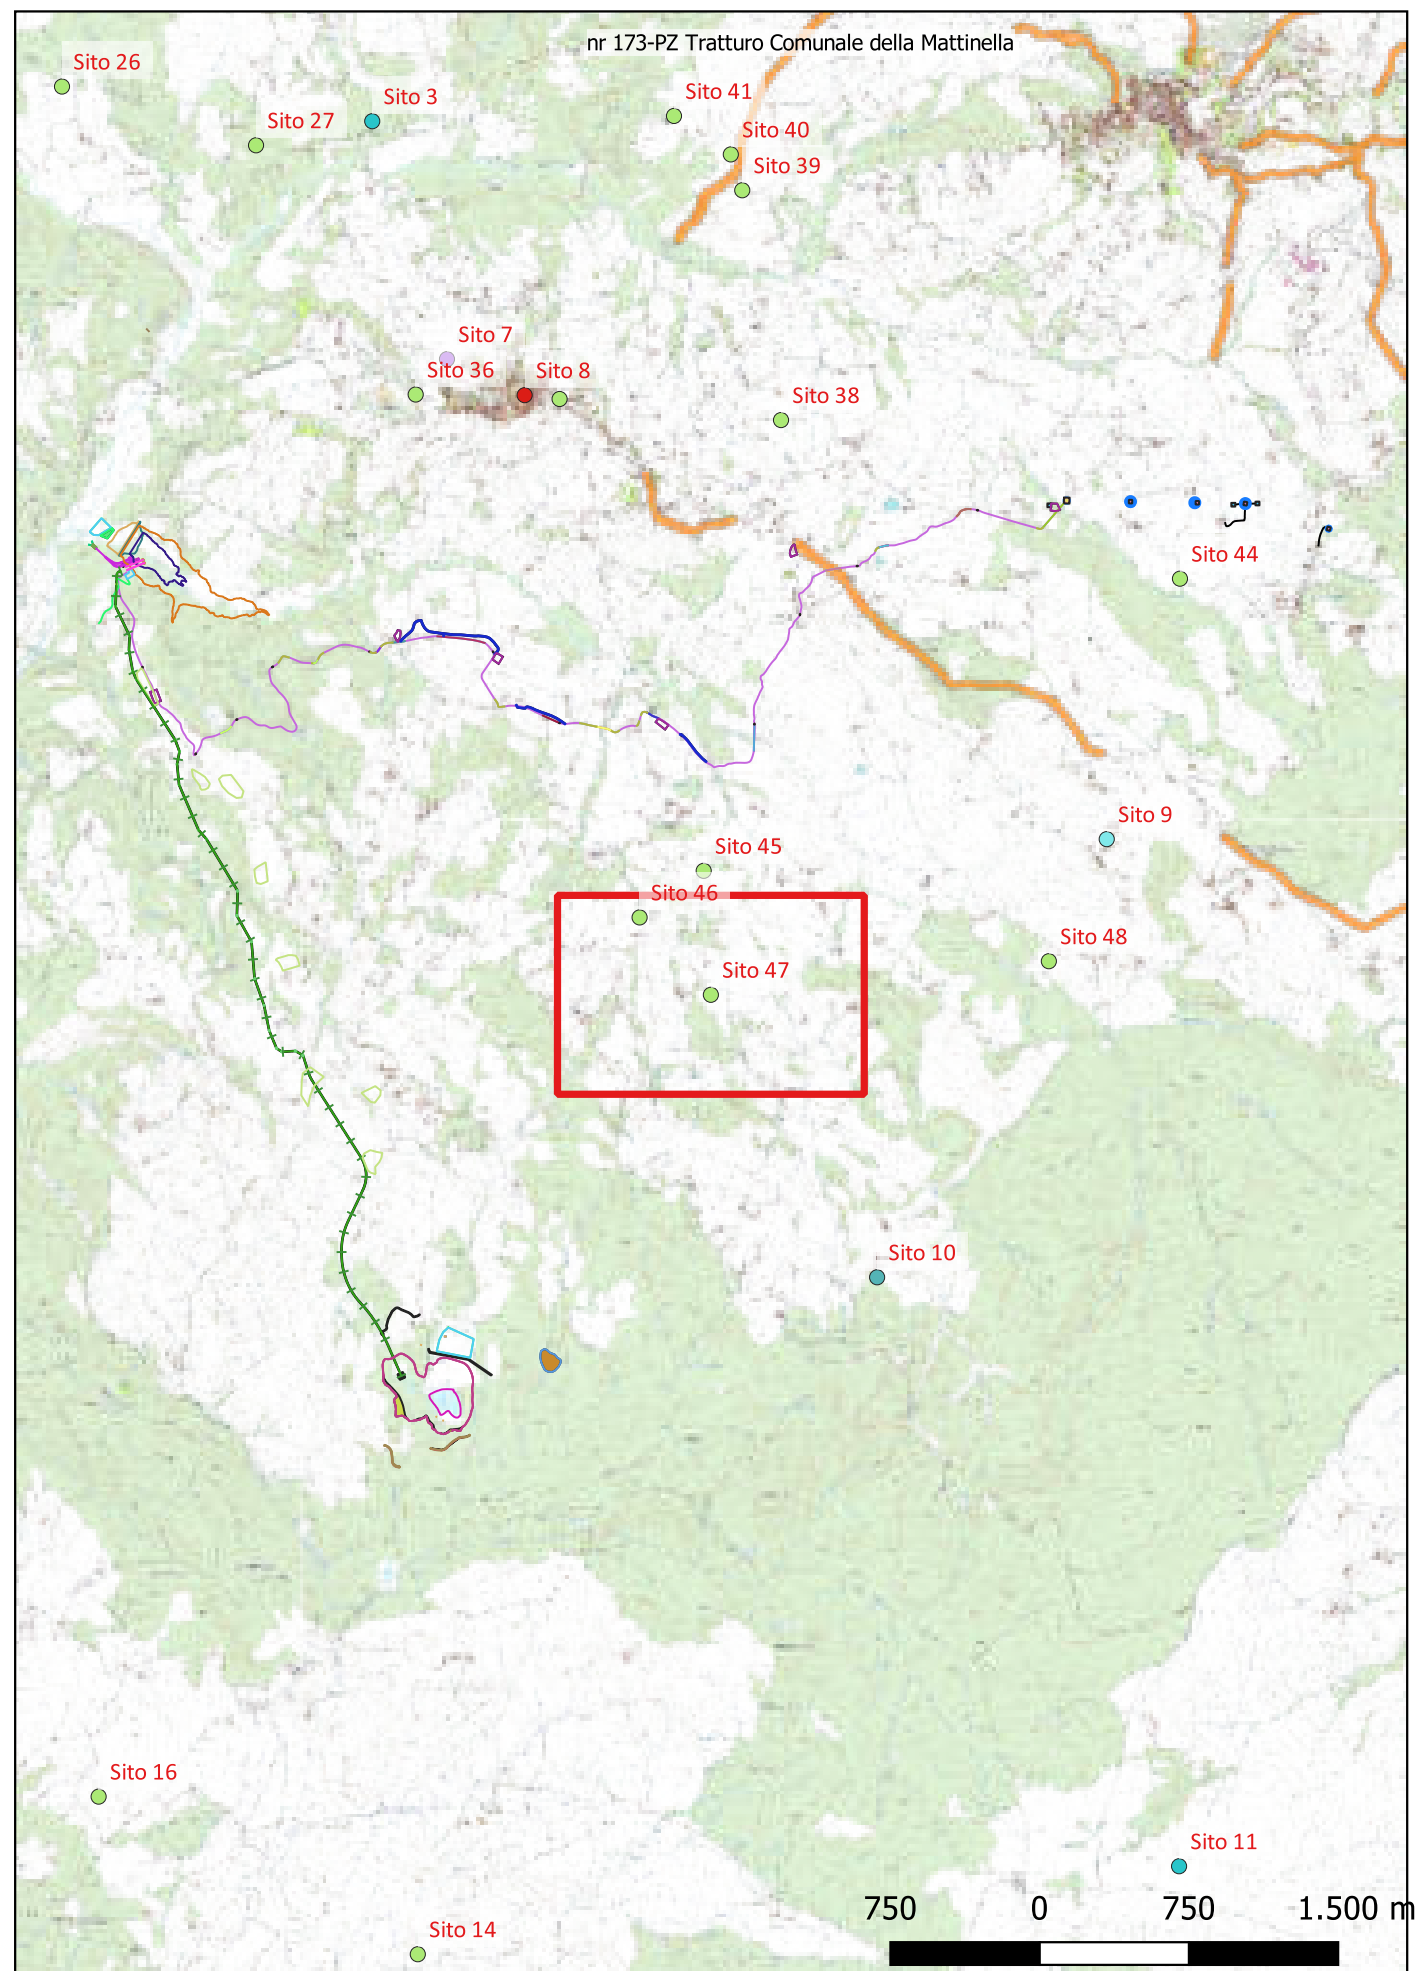 nr 173-PZ Tratturo Comunale della Mattinella
Sito 26
Sito 3
Sito 41
Sito 27
Sito 40
Sito 39
Sito 7
Sito 36
Sito 8
Sito 38
Sito 44
Sito 9
Sito 45
Sito 46
Sito 48
Sito 47
Sito 10
Sito 16
Sito 11
750 0 750 1.500 m
Sito 14